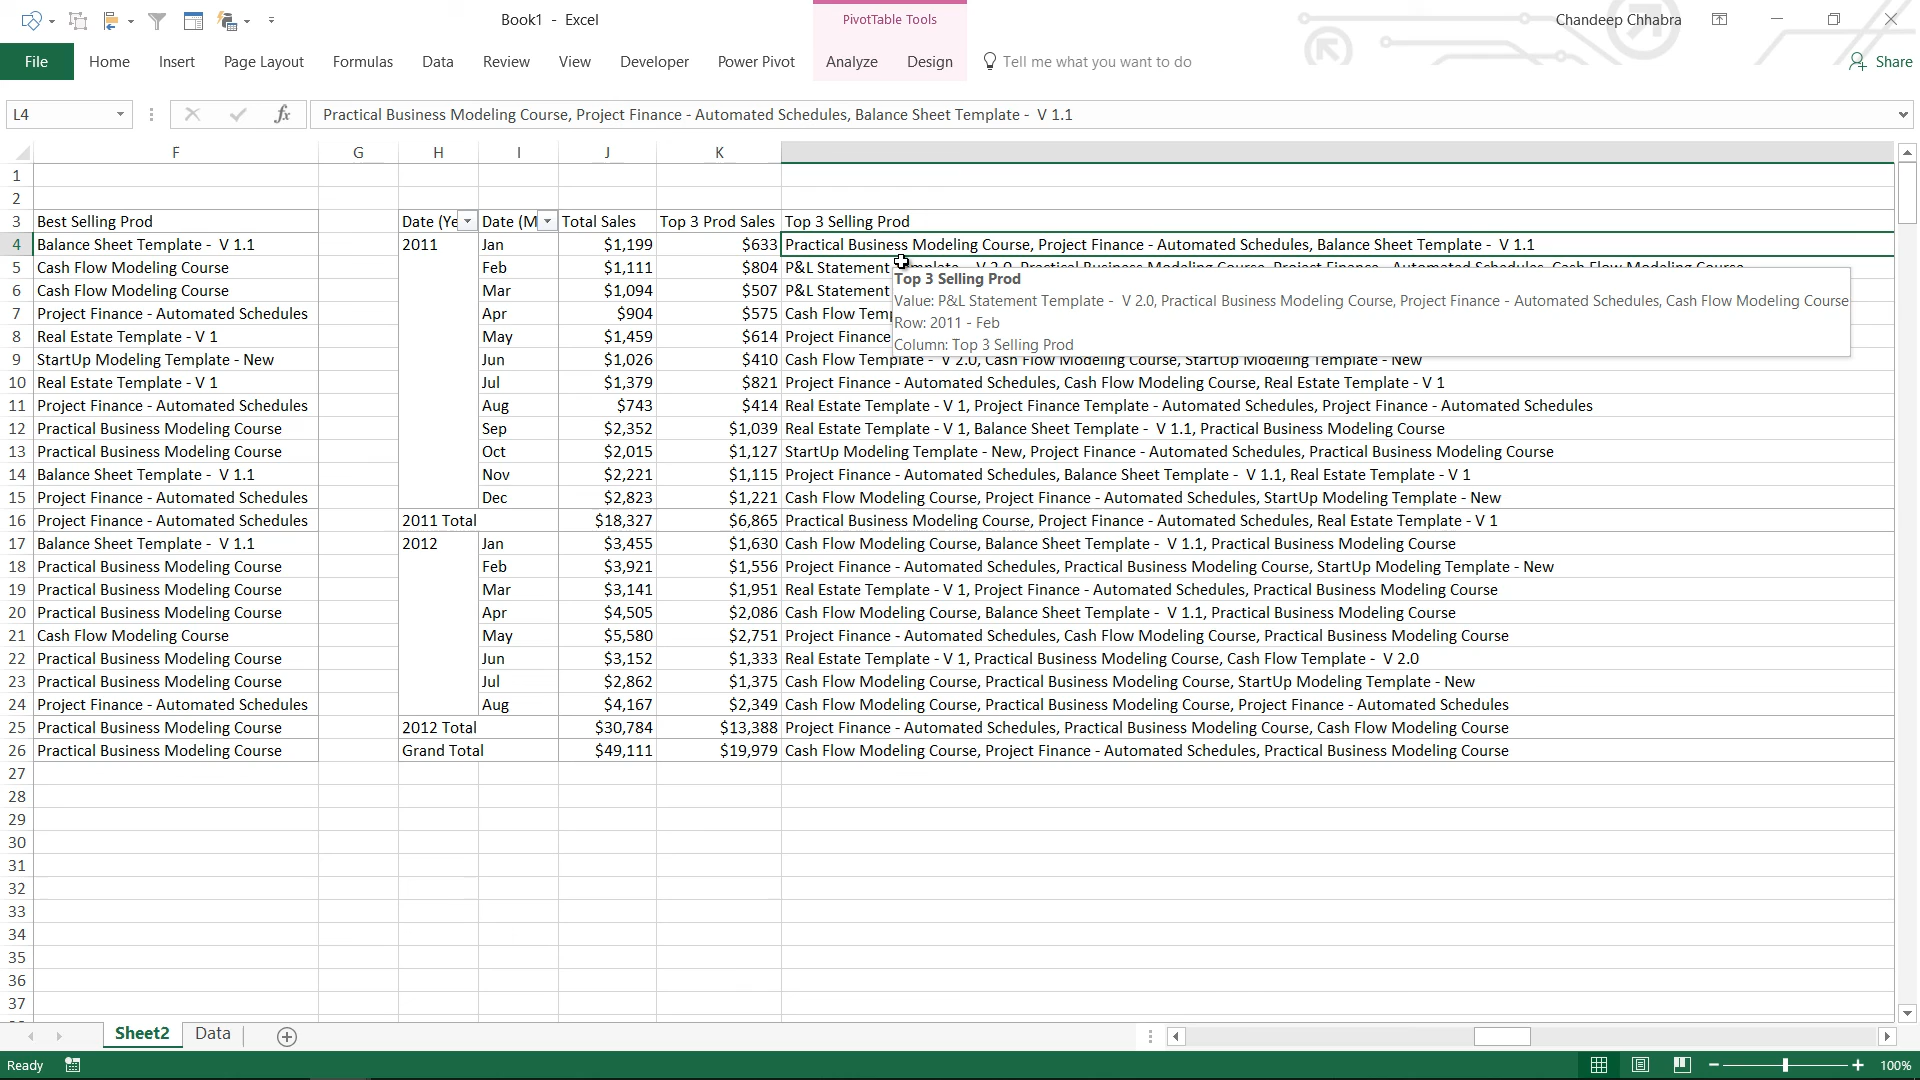 Book1 - Excel
PivotTable Tools
Chandeep Chhabra
File Home Insert Page Layout Formulas Data Review View Developer Power Pivot Analyze Design Tell me what you want to do Share
L4 fx Practical Business Modeling Course, Project Finance - Automated Schedules, Balance Sheet Template - V 1.1
F G H I J K
1
2
3 Best Selling Prod Date (Ye Date (M Total Sales Top 3 Prod Sales Top 3 Selling Prod
4 Balance Sheet Template - V 1.1 2011 Jan $1,199 $633 Practical Business Modeling Course, Project Finance - Automated Schedules, Balance Sheet Template - V 1.1
5 Cash Flow Modeling Course Feb $1,111 $804 P&L Statement Template - V 2.0, Practical Business Modeling Course, Project Finance - Automated Schedules, Cash Flow Modeling Course
Top 3 Selling Prod
6 Cash Flow Modeling Course Mar $1,094 $507 P&L Statement
Value: P&L Statement Template - V 2.0, Practical Business Modeling Course, Project Finance - Automated Schedules, Cash Flow Modeling Course
7 Project Finance - Automated Schedules Apr $904 $575 Cash Flow Temp
Row: 2011 - Feb
8 Real Estate Template - V 1 May $1,459 $614 Project Finance
Column: Top 3 Selling Prod
9 StartUp Modeling Template - New Jun $1,026 $410 Cash Flow Template - V 2.0, Cash Flow Modeling Course, StartUp Modeling Template - New
10 Real Estate Template - V 1 Jul $1,379 $821 Project Finance - Automated Schedules, Cash Flow Modeling Course, Real Estate Template - V 1
11 Project Finance - Automated Schedules Aug $743 $414 Real Estate Template - V 1, Project Finance Template - Automated Schedules, Project Finance - Automated Schedules
12 Practical Business Modeling Course Sep $2,352 $1,039 Real Estate Template - V 1, Balance Sheet Template - V 1.1, Practical Business Modeling Course
13 Practical Business Modeling Course Oct $2,015 $1,127 StartUp Modeling Template - New, Project Finance - Automated Schedules, Practical Business Modeling Course
14 Balance Sheet Template - V 1.1 Nov $2,221 $1,115 Project Finance - Automated Schedules, Balance Sheet Template - V 1.1, Real Estate Template - V 1
15 Project Finance - Automated Schedules Dec $2,823 $1,221 Cash Flow Modeling Course, Project Finance - Automated Schedules, StartUp Modeling Template - New
16 Project Finance - Automated Schedules 2011 Total $18,327 $6,865 Practical Business Modeling Course, Project Finance - Automated Schedules, Real Estate Template - V 1
17 Balance Sheet Template - V 1.1 2012 Jan $3,455 $1,630 Cash Flow Modeling Course, Balance Sheet Template - V 1.1, Practical Business Modeling Course
18 Practical Business Modeling Course Feb $3,921 $1,556 Project Finance - Automated Schedules, Practical Business Modeling Course, StartUp Modeling Template - New
19 Practical Business Modeling Course Mar $3,141 $1,951 Real Estate Template - V 1, Project Finance - Automated Schedules, Practical Business Modeling Course
20 Practical Business Modeling Course Apr $4,505 $2,086 Cash Flow Modeling Course, Balance Sheet Template - V 1.1, Practical Business Modeling Course
21 Cash Flow Modeling Course May $5,580 $2,751 Project Finance - Automated Schedules, Cash Flow Modeling Course, Practical Business Modeling Course
22 Practical Business Modeling Course Jun $3,152 $1,333 Real Estate Template - V 1, Practical Business Modeling Course, Cash Flow Template - V 2.0
23 Practical Business Modeling Course Jul $2,862 $1,375 Cash Flow Modeling Course, Practical Business Modeling Course, StartUp Modeling Template - New
24 Project Finance - Automated Schedules Aug $4,167 $2,349 Cash Flow Modeling Course, Practical Business Modeling Course, Project Finance - Automated Schedules
25 Practical Business Modeling Course 2012 Total $30,784 $13,388 Project Finance - Automated Schedules, Practical Business Modeling Course, Cash Flow Modeling Course
26 Practical Business Modeling Course Grand Total $49,111 $19,979 Cash Flow Modeling Course, Project Finance - Automated Schedules, Practical Business Modeling Course
27
28
29
30
31
32
33
34
35
36
37
Sheet2 Data
Ready 100%